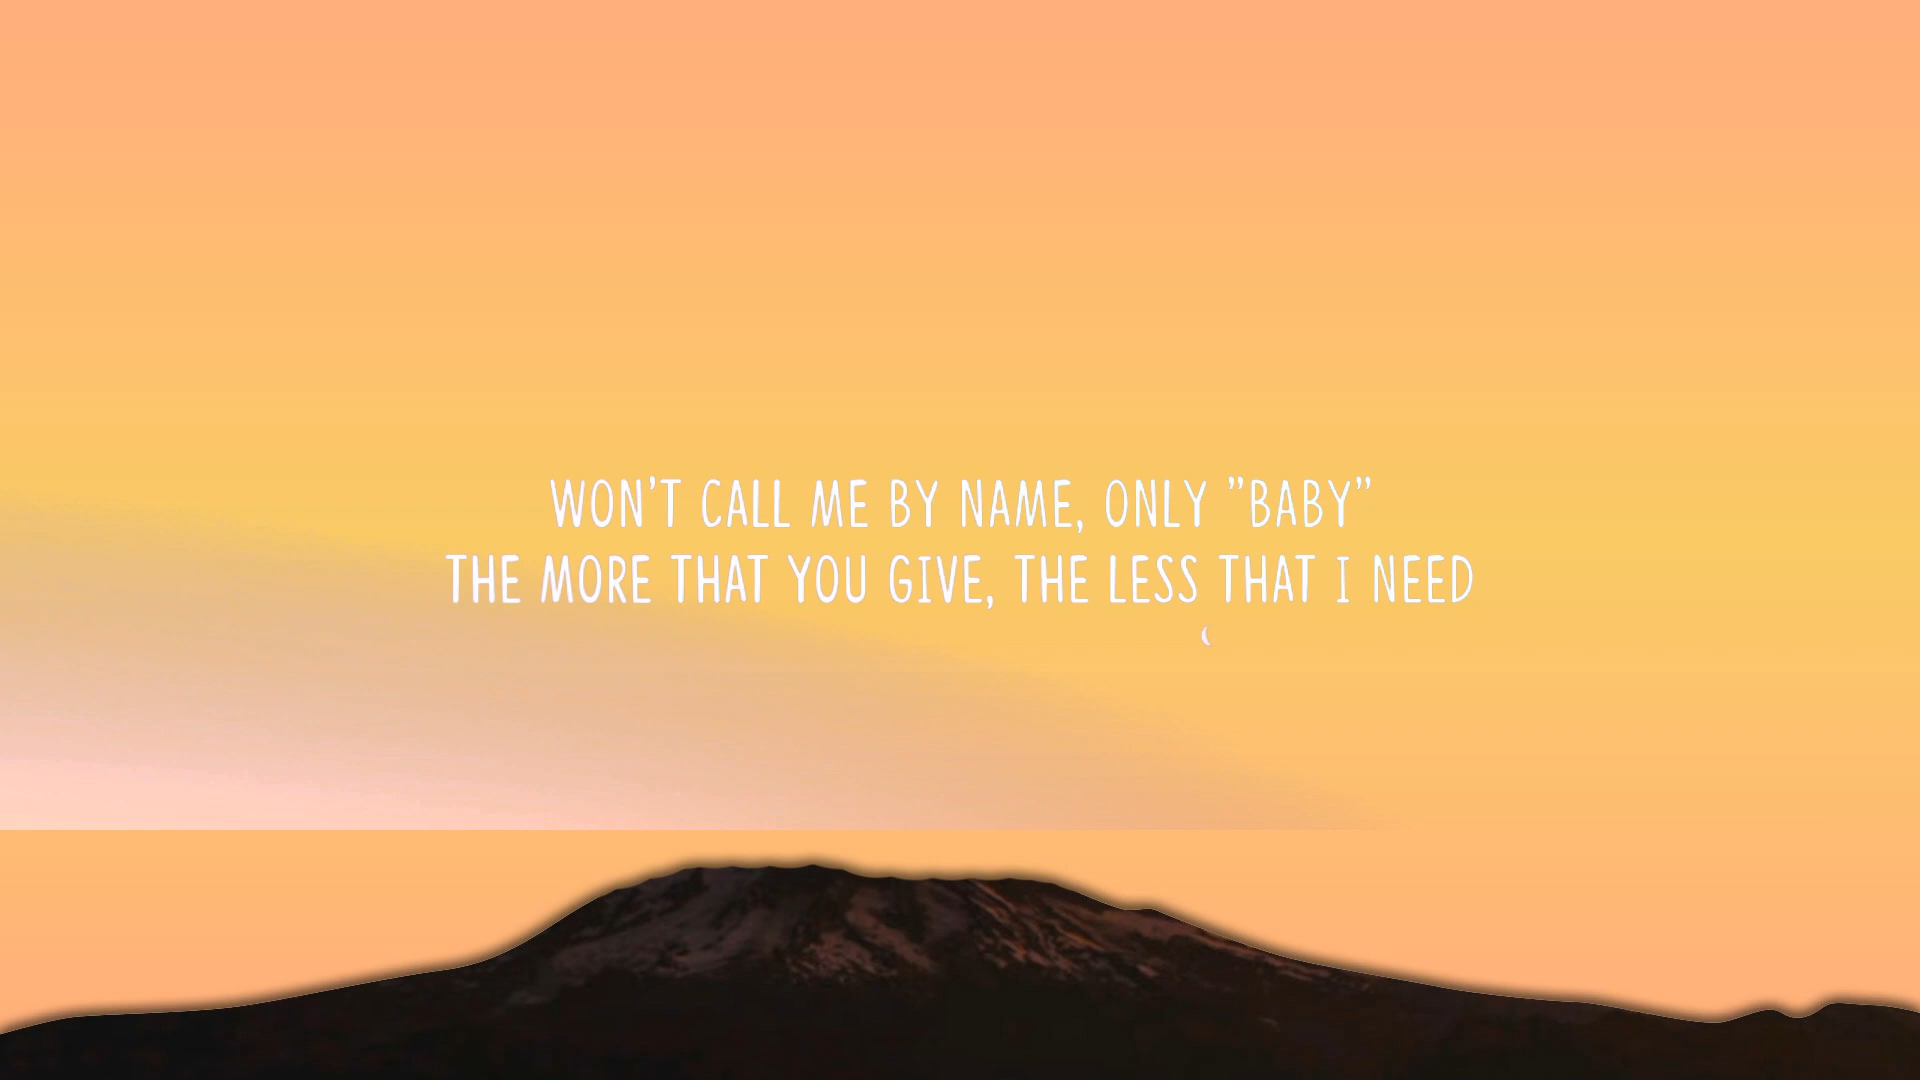 WON'T CALL ME BY NAME, ONLY "BABY"
THE MORE THAT YOU GIVE, THE LESS THAT I NEED